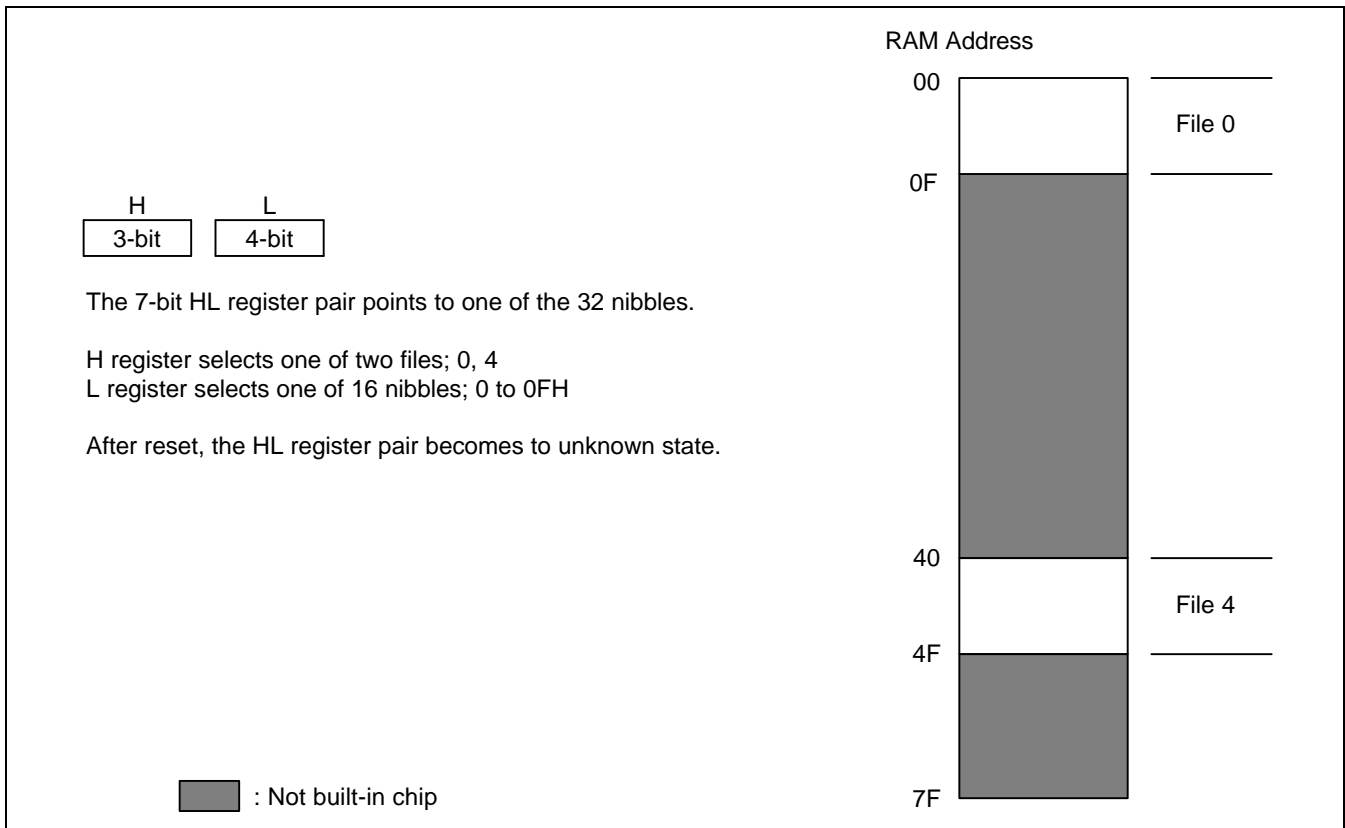 RAM Address
00
File 0
0F
H L
3-bit 4-bit
The 7-bit HL register pair points to one of the 32 nibbles.
H register selects one of two files; 0, 4
L register selects one of 16 nibbles; 0 to 0FH
After reset, the HL register pair becomes to unknown state.
40
File 4
4F
: Not built-in chip
7F